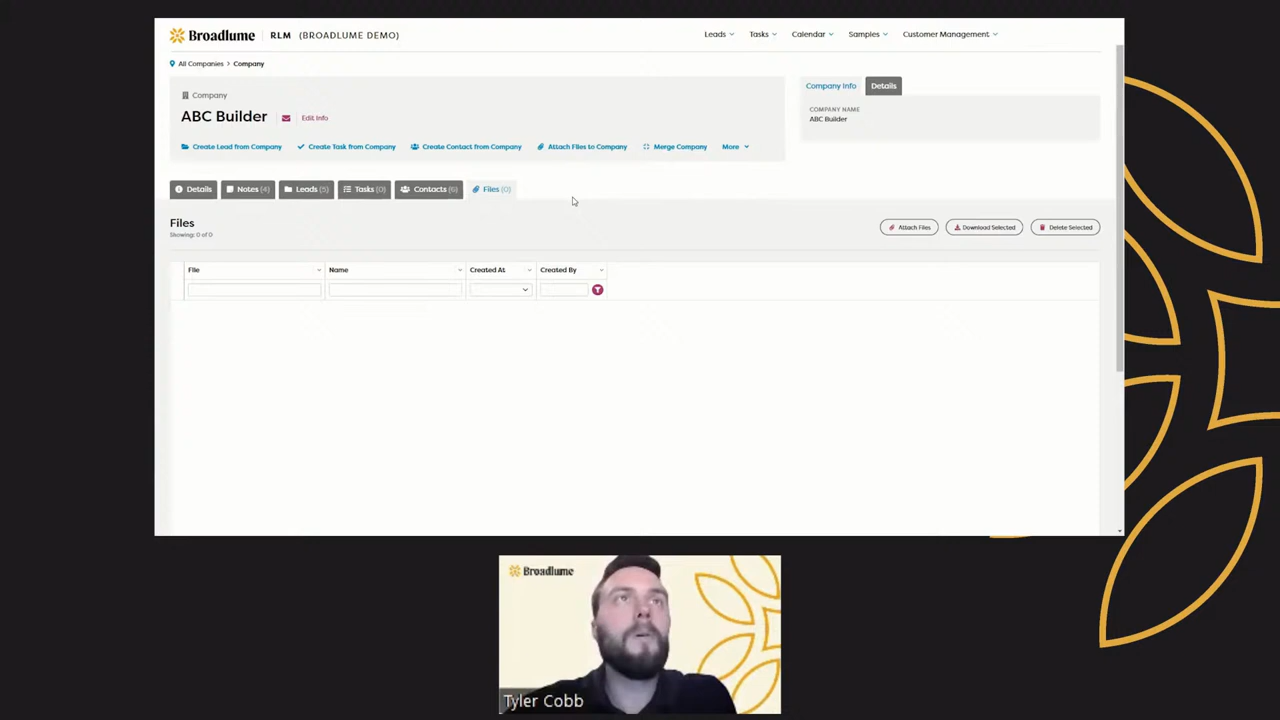 Broadlume RLM (BROADLUME DEMO)
Leads Tasks Calendar Samples Customer Management
All Companies > Company
Company
ABC Builder Edit Info
Create Lead from Company Create Task from Company Create Contact from Company Attach Files to Company Merge Company More
Company Info Details
COMPANY NAME
ABC Builder
Details Notes (4) Leads (5) Tasks (0) Contacts (6) Files (0)
Files
Showing: 0 of 0
Attach Files Download Selected Delete Selected
File Name Created At Created By
Broadlume
Tyler Cobb